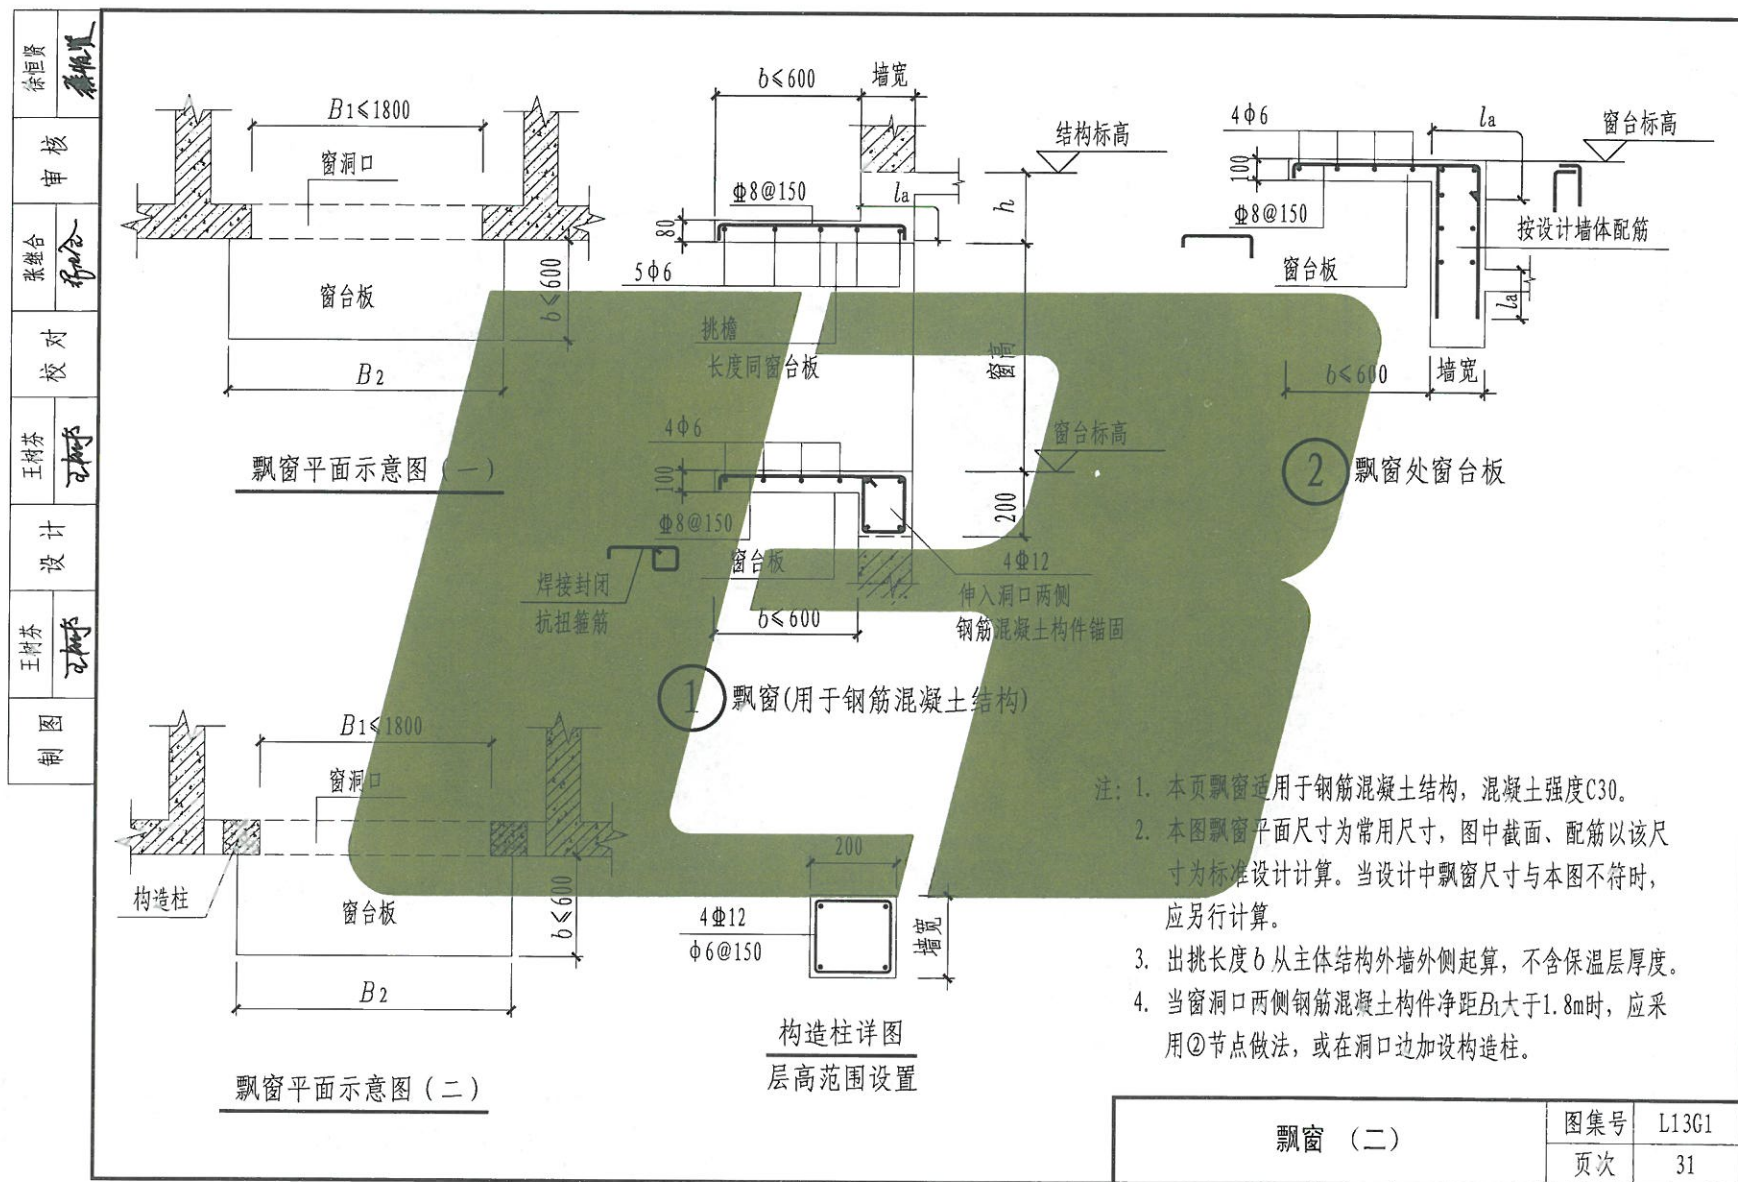 徐恒贤
审核
张继合
校对
王树芬
设计
王树芬
制图
B1≤1800
窗洞口
窗台板
b≤600
B2
飘窗平面示意图（一）
b≤600
墙宽
结构标高
⌽8@150
la
80
h
5φ6
挑檐
长度同窗台板
窗高
4φ6
窗台标高
100
200
⌽8@150
窗台板
4⌽12
焊接封闭
抗扭箍筋
伸入洞口两侧
钢筋混凝土构件锚固
b≤600
1 飘窗(用于钢筋混凝土结构)
4φ6
la
窗台标高
100
⌽8@150
按设计墙体配筋
窗台板
la
b≤600
墙宽
2 飘窗处窗台板
B1≤1800
窗洞口
构造柱
窗台板
b≤600
B2
飘窗平面示意图（二）
200
4⌽12
φ6@150
墙宽
构造柱详图
层高范围设置
注: 1. 本页飘窗适用于钢筋混凝土结构，混凝土强度C30。
2. 本图飘窗平面尺寸为常用尺寸，图中截面、配筋以该尺
寸为标准设计计算。当设计中飘窗尺寸与本图不符时，
应另行计算。
3. 出挑长度b从主体结构外墙外侧起算，不含保温层厚度。
4. 当窗洞口两侧钢筋混凝土构件净距B1大于1.8m时，应采
用②节点做法，或在洞口边加设构造柱。
飘窗（二）
图集号 L13G1
页次 31